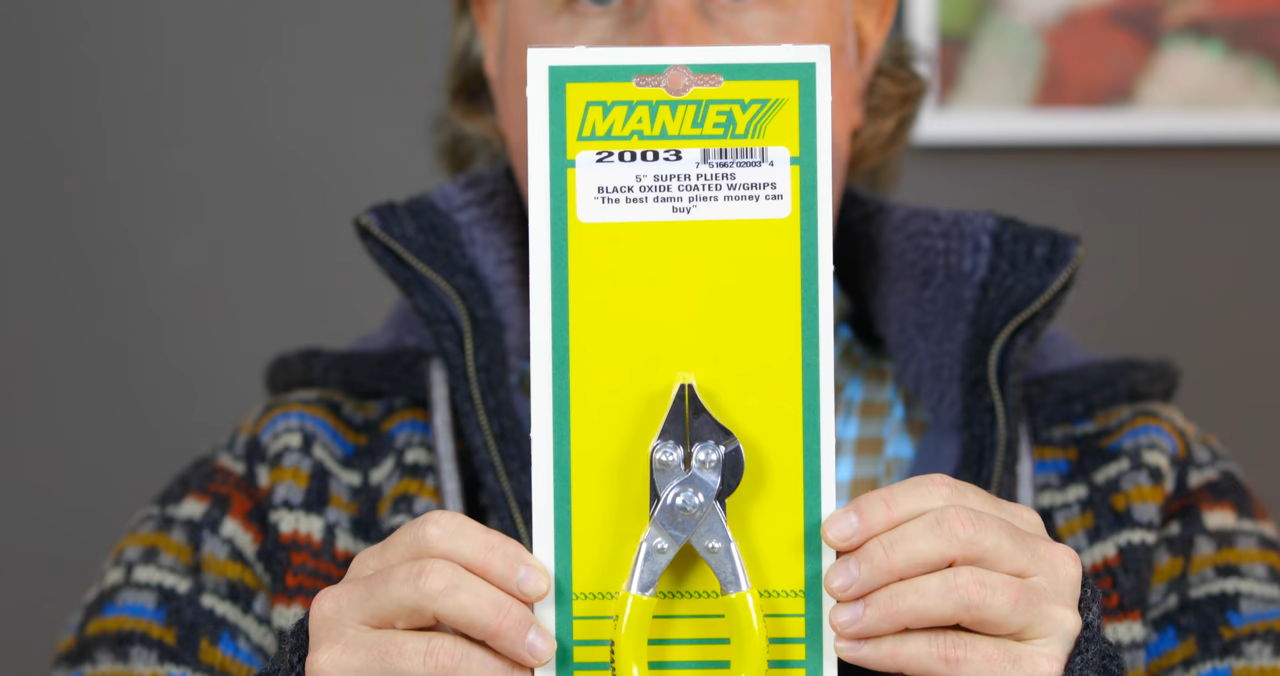 MANLEY
2003
7 51662 02003 4
5" SUPER PLIERS
BLACK OXIDE COATED W/GRIPS
"The best damn pliers money can
buy"